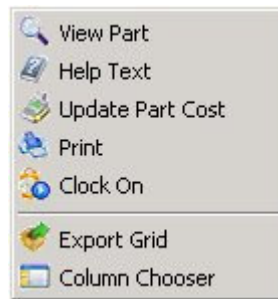 View Part
Help Text
Update Part Cost
Print
Clock On
Export Grid
Column Chooser